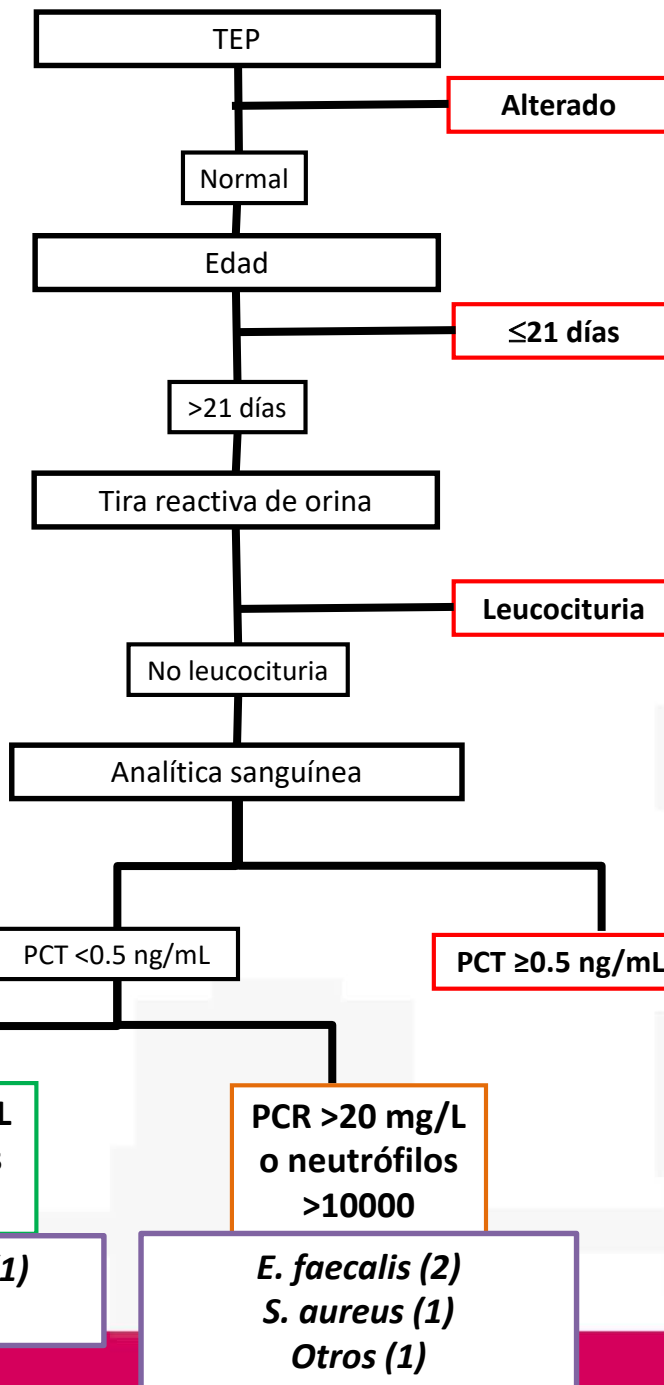 TEP
Alterado
Normal
Edad
≤21 días
>21 días
Tira reactiva de orina
Leucocituria
No leucocituria
Analítica sanguínea
PCT <0.5 ng/mL
PCT ≥0.5 ng/mL
PCR >20 mg/L
o neutrófilos
>10000
E. faecalis (2)
S. aureus (1)
Otros (1)